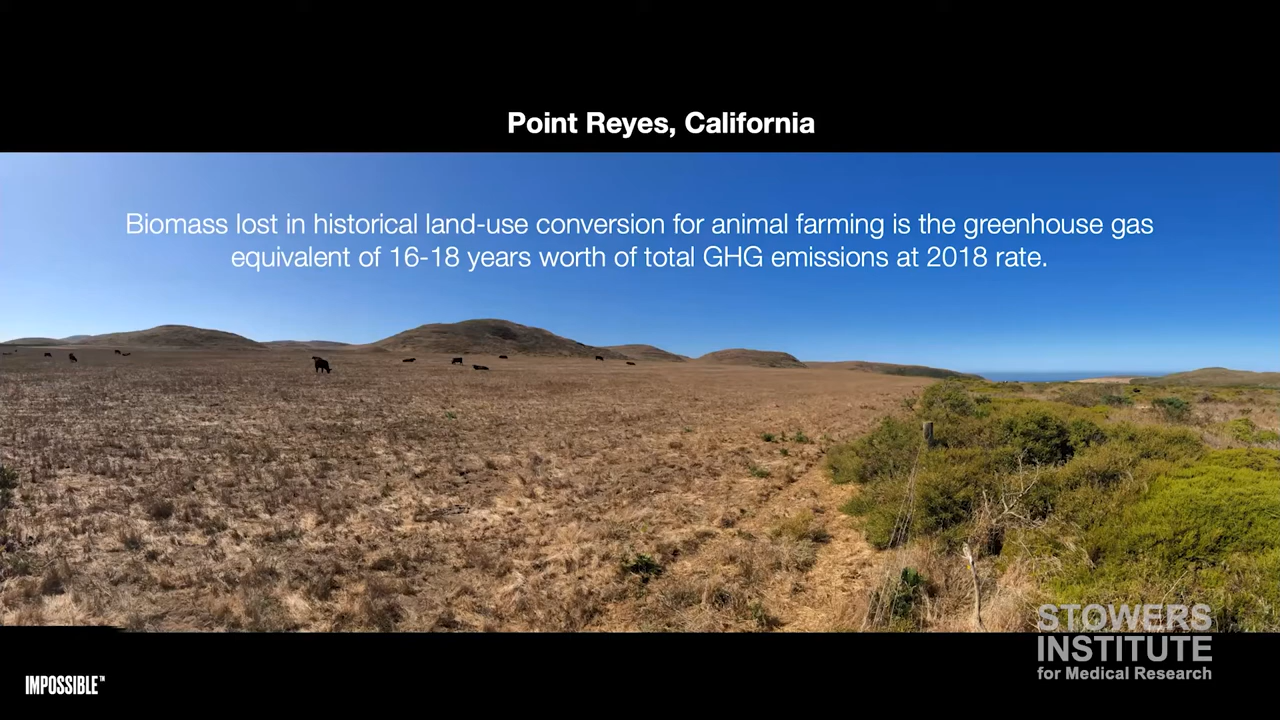 Point Reyes, California
Biomass lost in historical land-use conversion for animal farming is the greenhouse gas
equivalent of 16-18 years worth of total GHG emissions at 2018 rate.
STOWERS
INSTITUTE
for Medical Research
IMPOSSIBLE™